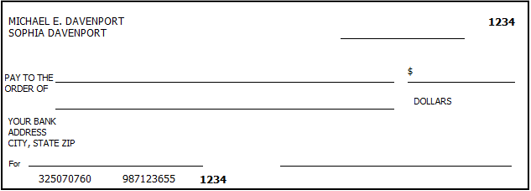 MICHAEL E. DAVENPORT
SOPHIA DAVENPORT
1234
PAY TO THE
ORDER OF
$
DOLLARS
YOUR BANK
ADDRESS
CITY, STATE ZIP
For
325070760 987123655 1234